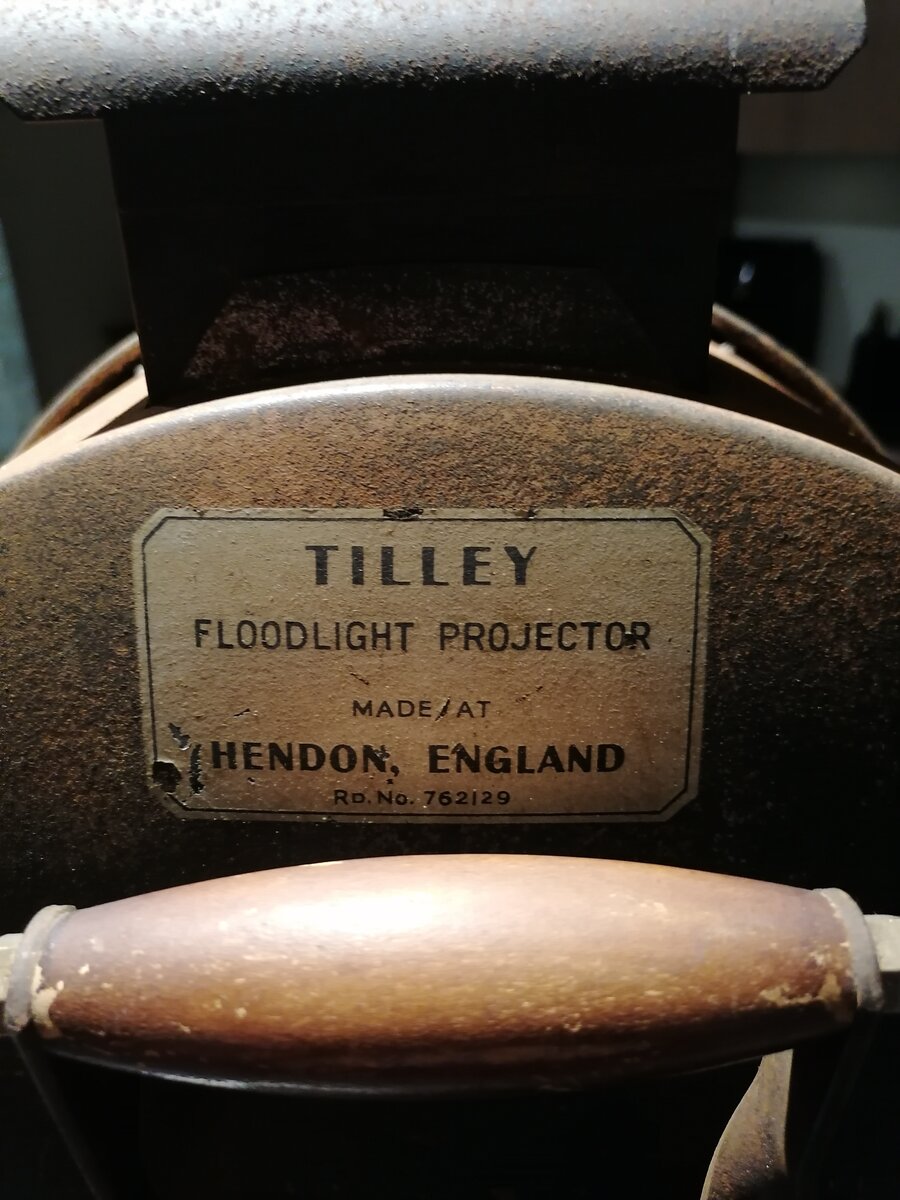 TILLEY
FLOODLIGHT PROJECTOR
MADE AT
HENDON, ENGLAND
RD. NO. 762129